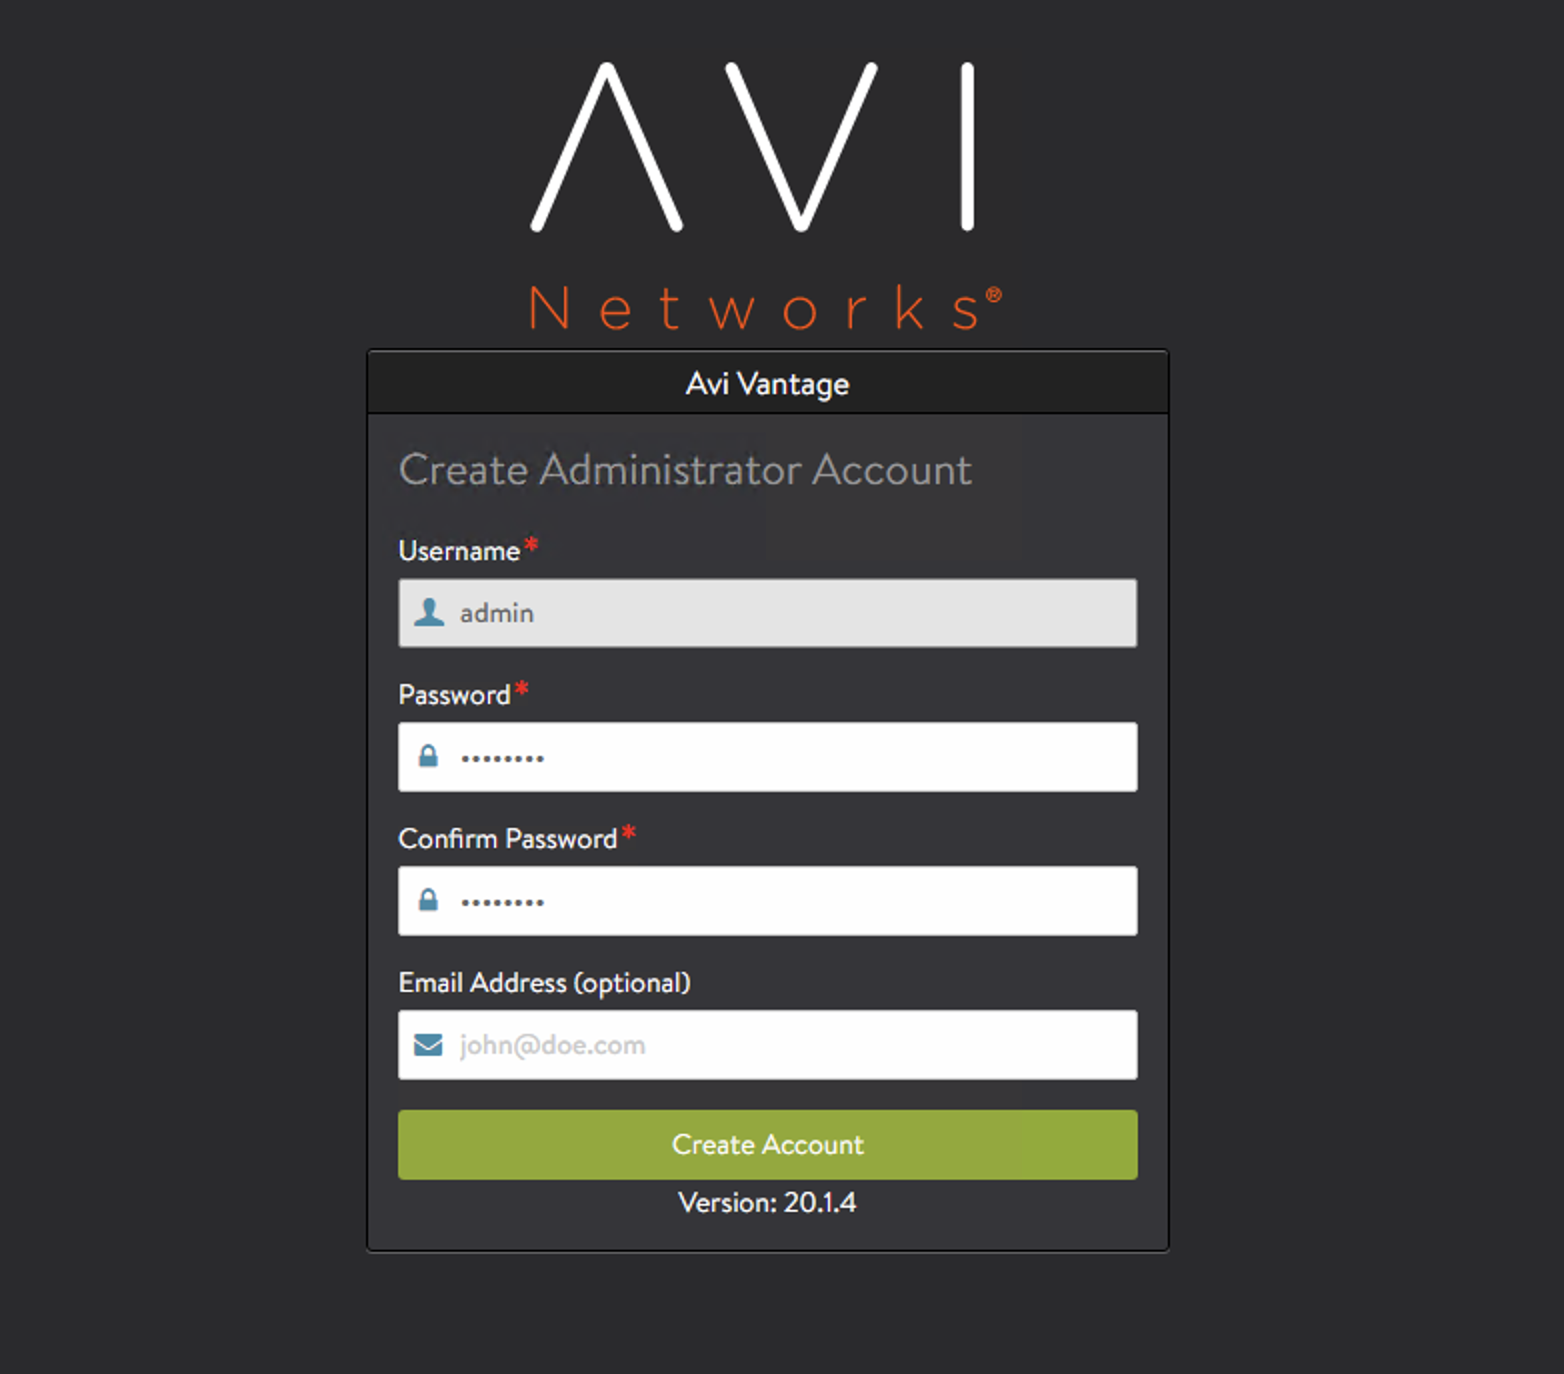 AVI
Networks®
Avi Vantage
Create Administrator Account
Username*
admin
Password*
••••••••
Confirm Password*
••••••••
Email Address (optional)
john@doe.com
Create Account
Version: 20.1.4